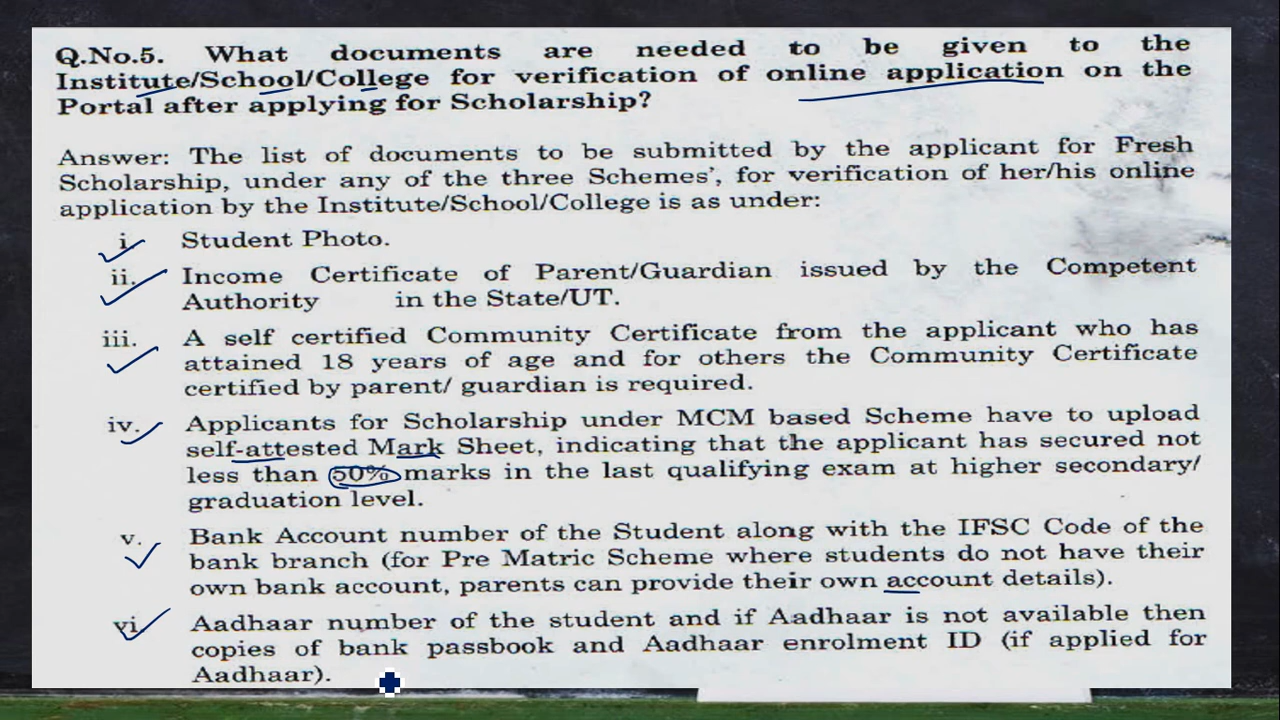 Q.No.5. What documents are needed to be given to the
Institute/School/College for verification of online application on the
Portal after applying for Scholarship?
Answer: The list of documents to be submitted by the applicant for Fresh
Scholarship, under any of the three Schemes', for verification of her/his online
application by the Institute/School/College is as under:
i. Student Photo.
ii. Income Certificate of Parent/Guardian issued by the Competent
Authority in the State/UT.
iii. A self certified Community Certificate from the applicant who has
attained 18 years of age and for others the Community Certificate
certified by parent/ guardian is required.
iv. Applicants for Scholarship under MCM based Scheme have to upload
self-attested Mark Sheet, indicating that the applicant has secured not
less than 50% marks in the last qualifying exam at higher secondary/
graduation level.
v. Bank Account number of the Student along with the IFSC Code of the
bank branch (for Pre Matric Scheme where students do not have their
own bank account, parents can provide their own account details).
vi. Aadhaar number of the student and if Aadhaar is not available then
copies of bank passbook and Aadhaar enrolment ID (if applied for
Aadhaar).